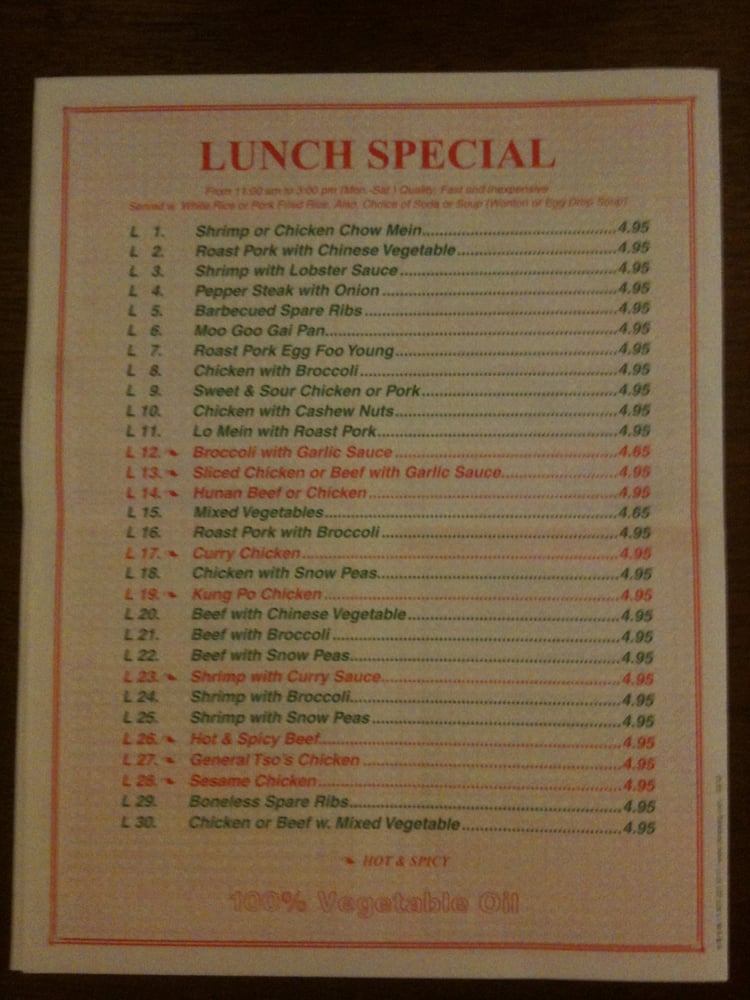 LUNCH SPECIAL
From 11:00 am to 3:00 pm (Mon.-Sat.) Quality, Fast and Inexpensive
Served w. White Rice or Pork Fried Rice. Also, Choice of Soda or Soup (Wonton or Egg Drop Soup)
L 1. Shrimp or Chicken Chow Mein 4.95
L 2. Roast Pork with Chinese Vegetable 4.95
L 3. Shrimp with Lobster Sauce 4.95
L 4. Pepper Steak with Onion 4.95
L 5. Barbecued Spare Ribs 4.95
L 6. Moo Goo Gai Pan 4.95
L 7. Roast Pork Egg Foo Young 4.95
L 8. Chicken with Broccoli 4.95
L 9. Sweet & Sour Chicken or Pork 4.95
L 10. Chicken with Cashew Nuts 4.95
L 11. Lo Mein with Roast Pork 4.95
L 12. Broccoli with Garlic Sauce 4.65
L 13. Sliced Chicken or Beef with Garlic Sauce 4.95
L 14. Hunan Beef or Chicken 4.95
L 15. Mixed Vegetables 4.65
L 16. Roast Pork with Broccoli 4.95
L 17. Curry Chicken 4.95
L 18. Chicken with Snow Peas 4.95
L 19. Kung Po Chicken 4.95
L 20. Beef with Chinese Vegetable 4.95
L 21. Beef with Broccoli 4.95
L 22. Beef with Snow Peas 4.95
L 23. Shrimp with Curry Sauce 4.95
L 24. Shrimp with Broccoli 4.95
L 25. Shrimp with Snow Peas 4.95
L 26. Hot & Spicy Beef 4.95
L 27. General Tso's Chicken 4.95
L 28. Sesame Chicken 4.95
L 29. Boneless Spare Ribs 4.95
L 30. Chicken or Beef w. Mixed Vegetable 4.95
HOT & SPICY
100% Vegetable Oil